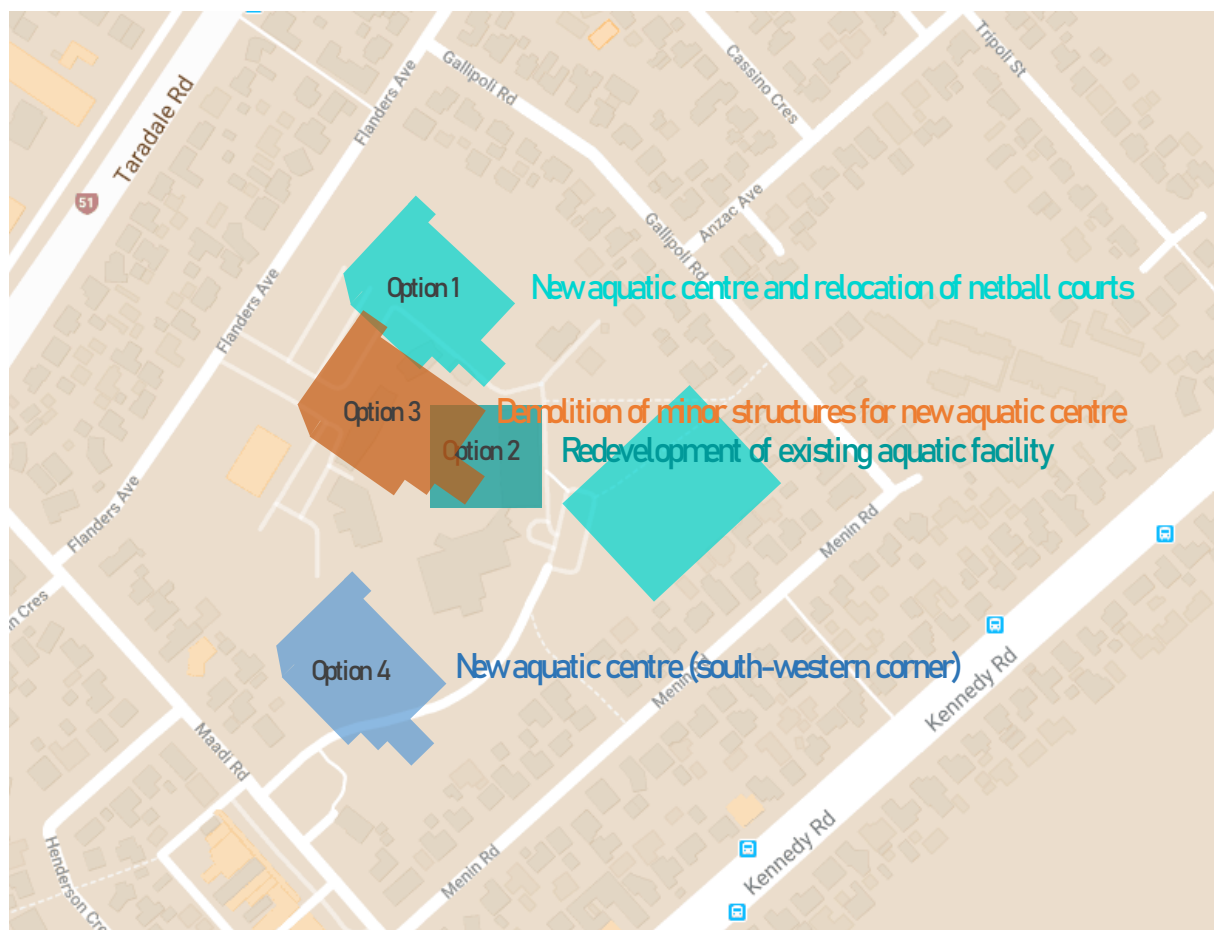 Taradale Rd
51
Flanders Ave
Gallipoli Rd
Cassino Cres
Tripoli St
Anzac Ave
Gallipoli Rd
Flanders Ave
Option 1
New aquatic centre and relocation of netball courts
Option 3
Demolition of minor structures for new aquatic centre
Option 2
Redevelopment of existing aquatic facility
Flanders Ave
Menin Rd
Cres
Option 4
New aquatic centre (south-western corner)
Menin Rd
Kennedy Rd
Maadi Rd
Henderson Cre
Menin Rd
Kennedy Rd